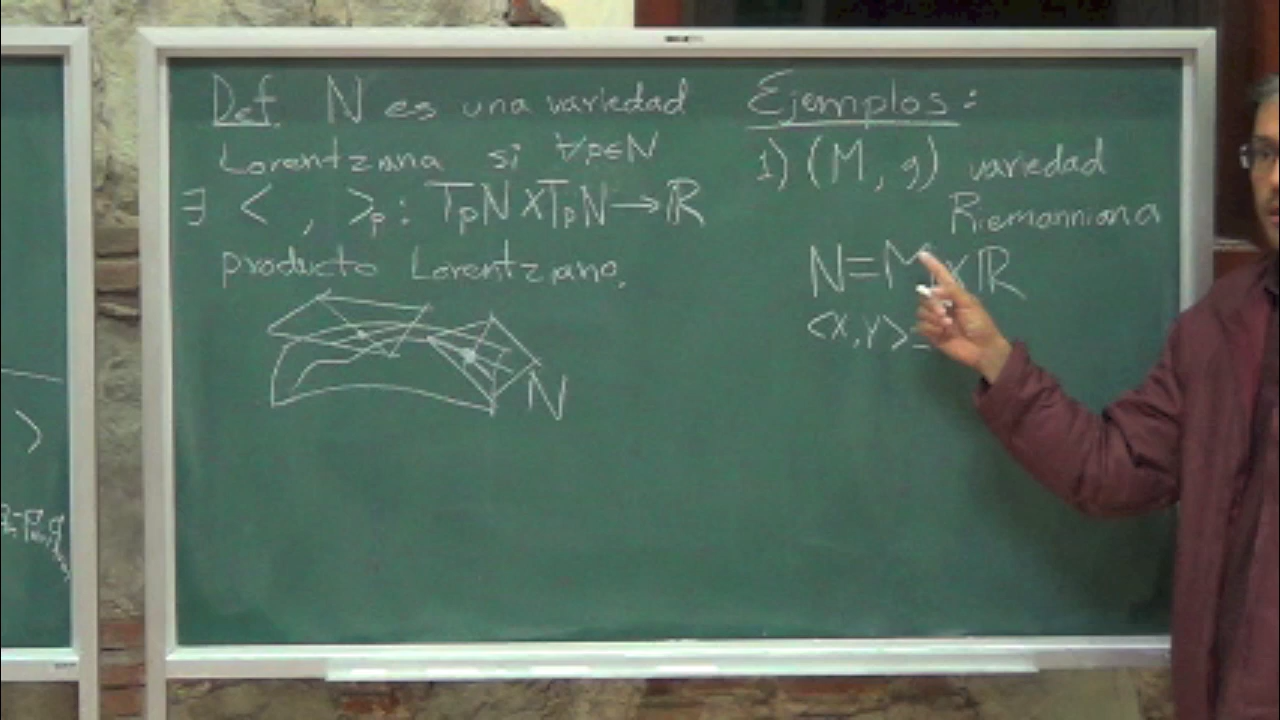 Def. N es una variedad
Lorentziana si ∀p∈N
∃ < , >ₚ: TₚN×TₚN→ℝ
producto Lorentziano.
N
Ejemplos:
1) (M, g) variedad
Riemanniana
N=M×ℝ
<X,Y>=
>